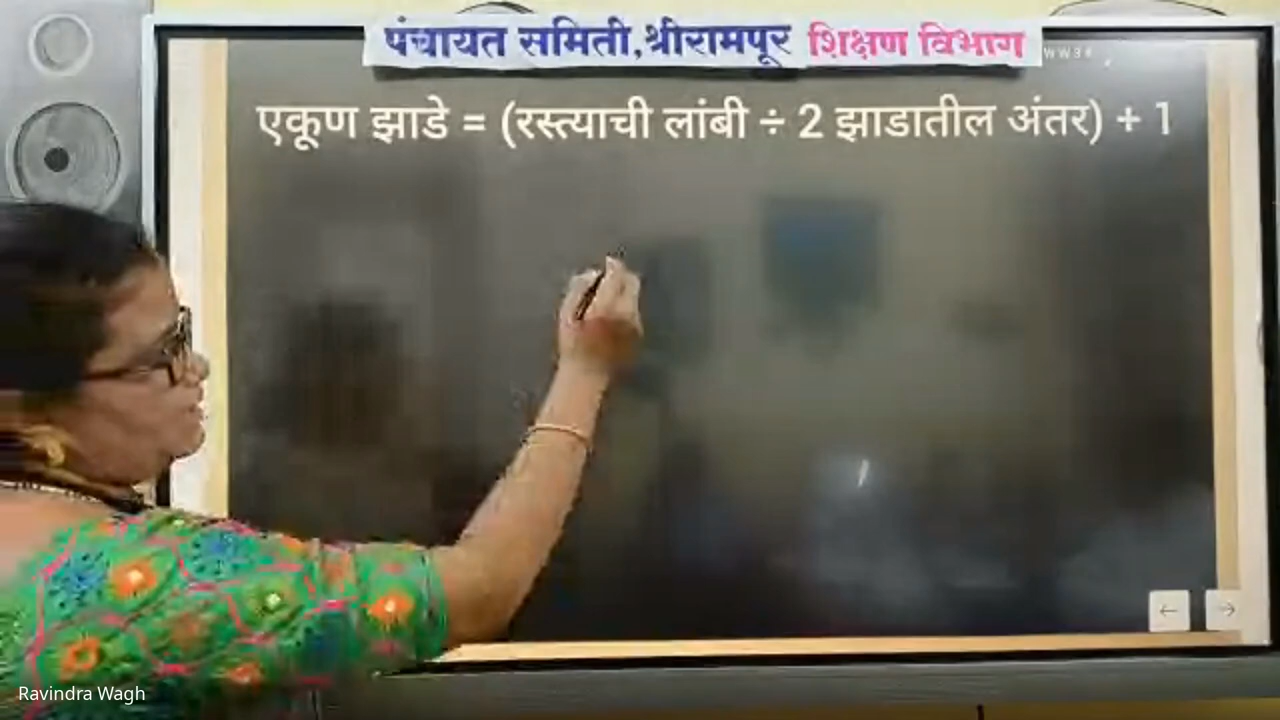 पंचायत समिती,श्रीरामपूर शिक्षण विभाग
एकूण झाडे = (रस्त्याची लांबी ÷ 2 झाडातील अंतर) + 1
← →
Ravindra Wagh